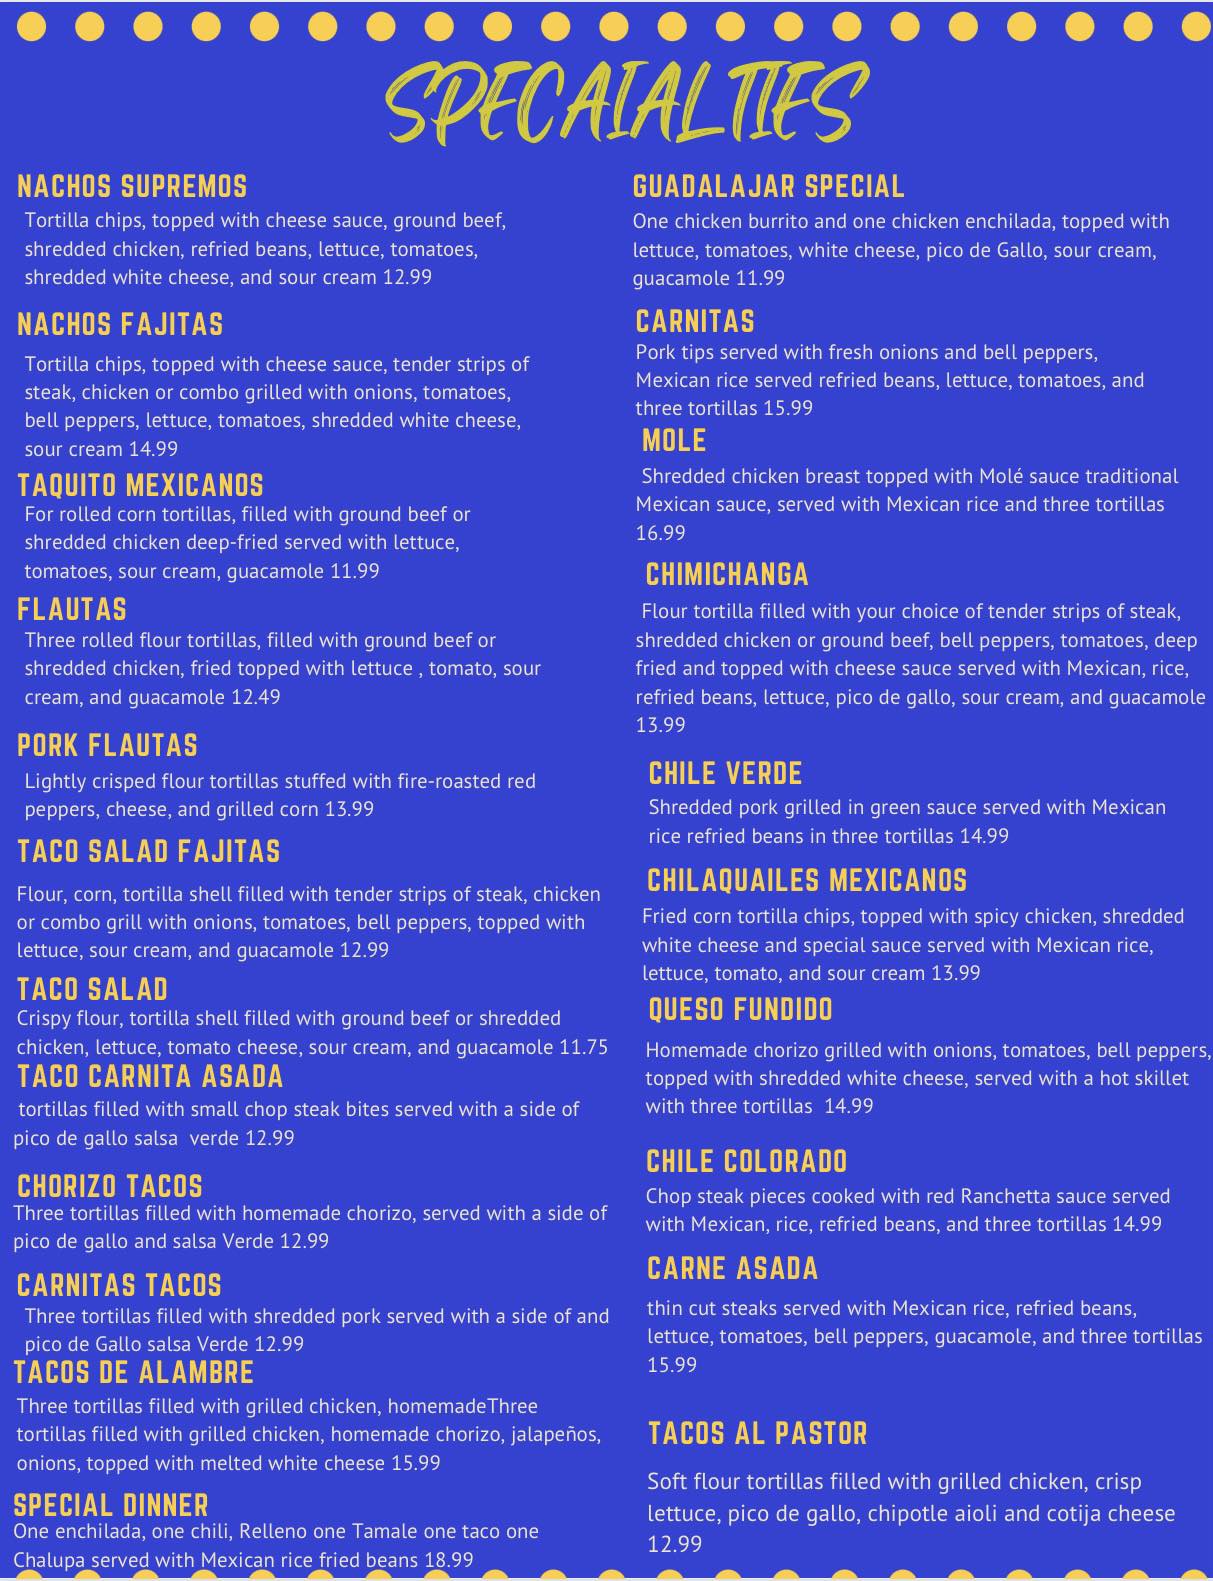 SPECAIALTIES
NACHOS SUPREMOS
Tortilla chips, topped with cheese sauce, ground beef,
shredded chicken, refried beans, lettuce, tomatoes,
shredded white cheese, and sour cream 12.99
NACHOS FAJITAS
Tortilla chips, topped with cheese sauce, tender strips of
steak, chicken or combo grilled with onions, tomatoes,
bell peppers, lettuce, tomatoes, shredded white cheese,
sour cream 14.99
TAQUITO MEXICANOS
For rolled corn tortillas, filled with ground beef or
shredded chicken deep-fried served with lettuce,
tomatoes, sour cream, guacamole 11.99
FLAUTAS
Three rolled flour tortillas, filled with ground beef or
shredded chicken, fried topped with lettuce , tomato, sour
cream, and guacamole 12.49
PORK FLAUTAS
Lightly crisped flour tortillas stuffed with fire-roasted red
peppers, cheese, and grilled corn 13.99
TACO SALAD FAJITAS
Flour, corn, tortilla shell filled with tender strips of steak, chicken
or combo grill with onions, tomatoes, bell peppers, topped with
lettuce, sour cream, and guacamole 12.99
TACO SALAD
Crispy flour, tortilla shell filled with ground beef or shredded
chicken, lettuce, tomato cheese, sour cream, and guacamole 11.75
TACO CARNITA ASADA
tortillas filled with small chop steak bites served with a side of
pico de gallo salsa  verde 12.99
CHORIZO TACOS
Three tortillas filled with homemade chorizo, served with a side of
pico de gallo and salsa Verde 12.99
CARNITAS TACOS
Three tortillas filled with shredded pork served with a side of and
pico de Gallo salsa Verde 12.99
TACOS DE ALAMBRE
Three tortillas filled with grilled chicken, homemadeThree
tortillas filled with grilled chicken, homemade chorizo, jalapeños,
onions, topped with melted white cheese 15.99
SPECIAL DINNER
One enchilada, one chili, Relleno one Tamale one taco one
Chalupa served with Mexican rice fried beans 18.99
GUADALAJAR SPECIAL
One chicken burrito and one chicken enchilada, topped with
lettuce, tomatoes, white cheese, pico de Gallo, sour cream,
guacamole 11.99
CARNITAS
Pork tips served with fresh onions and bell peppers,
Mexican rice served refried beans, lettuce, tomatoes, and
three tortillas 15.99
MOLE
Shredded chicken breast topped with Molé sauce traditional
Mexican sauce, served with Mexican rice and three tortillas
16.99
CHIMICHANGA
Flour tortilla filled with your choice of tender strips of steak,
shredded chicken or ground beef, bell peppers, tomatoes, deep
fried and topped with cheese sauce served with Mexican, rice,
refried beans, lettuce, pico de gallo, sour cream, and guacamole
13.99
CHILE VERDE
Shredded pork grilled in green sauce served with Mexican
rice refried beans in three tortillas 14.99
CHILAQUAILES MEXICANOS
Fried corn tortilla chips, topped with spicy chicken, shredded
white cheese and special sauce served with Mexican rice,
lettuce, tomato, and sour cream 13.99
QUESO FUNDIDO
Homemade chorizo grilled with onions, tomatoes, bell peppers,
topped with shredded white cheese, served with a hot skillet
with three tortillas  14.99
CHILE COLORADO
Chop steak pieces cooked with red Ranchetta sauce served
with Mexican, rice, refried beans, and three tortillas 14.99
CARNE ASADA
thin cut steaks served with Mexican rice, refried beans,
lettuce, tomatoes, bell peppers, guacamole, and three tortillas
15.99
TACOS AL PASTOR
Soft flour tortillas filled with grilled chicken, crisp
lettuce, pico de gallo, chipotle aioli and cotija cheese
12.99